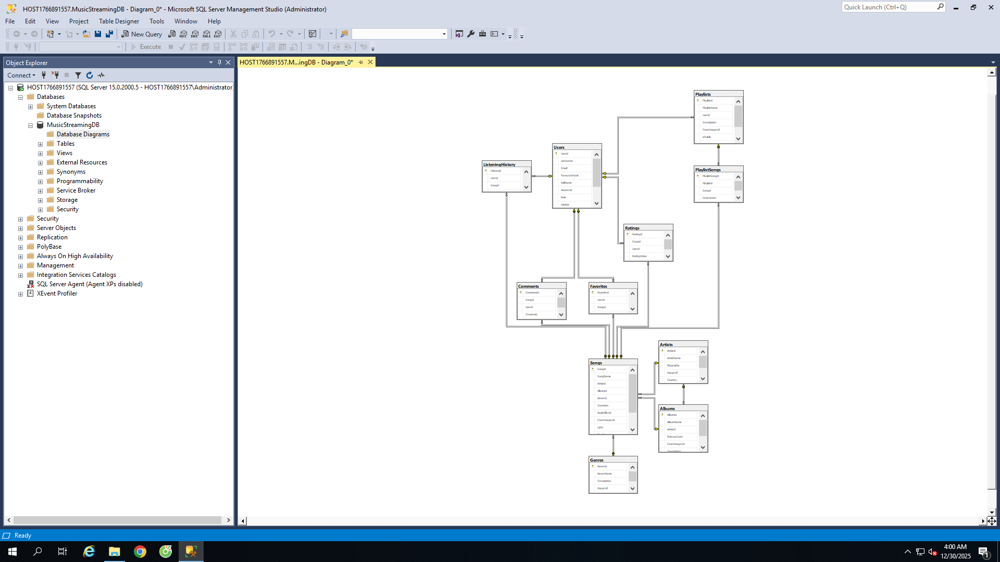 HOST1766891557.MusicStreamingDB - Diagram_0* - Microsoft SQL Server Management Studio (Administrator)
Quick Launch (Ctrl+Q)
File Edit View Project Table Designer Tools Window Help
New Query
MDX DMX XMLA DAX
Execute
Object Explorer
HOST1766891557.M...ingDB - Diagram_0*
Connect
HOST1766891557 (SQL Server 15.0.2000.5 - HOST1766891557\Administrator
Databases
System Databases
Database Snapshots
MusicStreamingDB
Database Diagrams
Tables
Views
External Resources
Synonyms
Programmability
Service Broker
Storage
Security
Security
Server Objects
Replication
PolyBase
Always On High Availability
Management
Integration Services Catalogs
SQL Server Agent (Agent XPs disabled)
XEvent Profiler
Playlists
PlaylistId
PlaylistName
UserId
Description
CoverImageUrl
IsPublic
Users
UserId
Username
Email
PasswordHash
FullName
AvatarUrl
Role
IsActive
ListeningHistory
HistoryId
UserId
SongId
PlaylistSongs
PlaylistSongId
PlaylistId
SongId
OrderIndex
Ratings
RatingId
SongId
UserId
RatingValue
Comments
CommentId
SongId
UserId
[Content]
Favorites
FavoriteId
UserId
SongId
Artists
ArtistId
ArtistName
Biography
ImageUrl
Country
Songs
SongId
SongName
ArtistId
AlbumId
GenreId
Duration
AudioFileUrl
CoverImageUrl
Lyrics
Albums
AlbumId
AlbumName
ArtistId
ReleaseDate
CoverImageUrl
Description
Genres
GenreId
GenreName
Description
ImageUrl
Ready
4:00 AM
12/30/2025
1